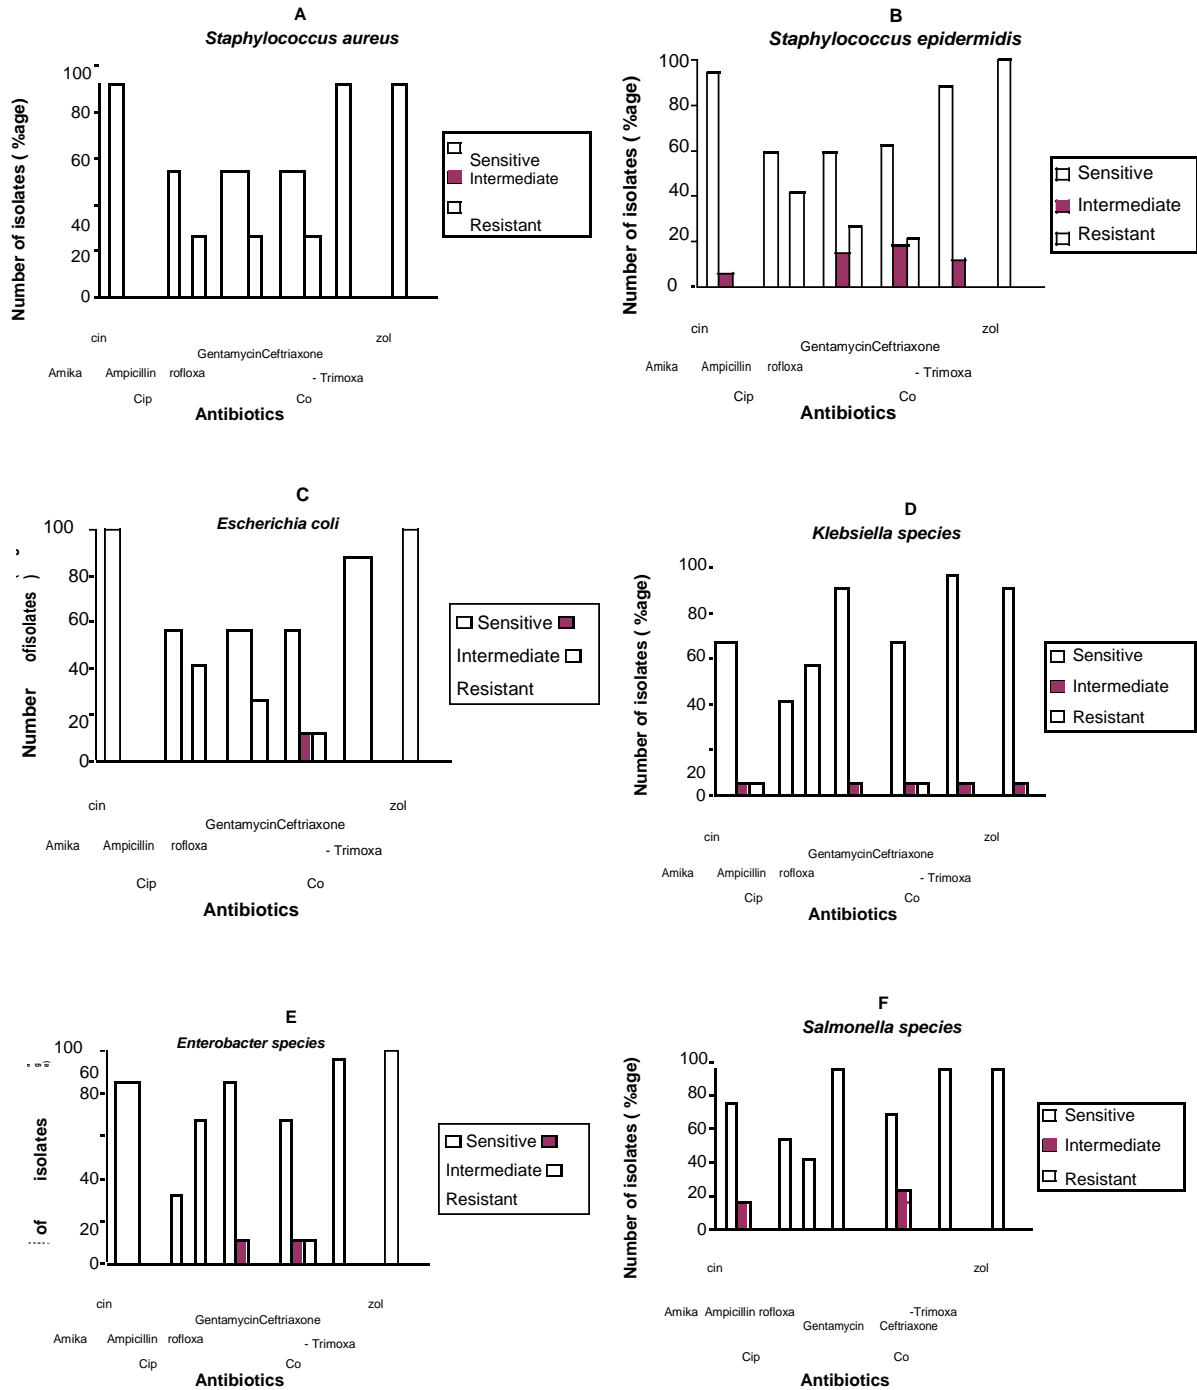 A
Staphylococcus aureus
Number of isolates ( %age)
100
80
60
40
20
0
Sensitive
Intermediate
Resistant
cin
zol
GentamycinCeftriaxone
Amika Ampicillin rofloxa
- Trimoxa
Cip Co
Antibiotics
B
Staphylococcus epidermidis
Number of isolates ( %age)
100
80
60
40
20
0
Sensitive
Intermediate
Resistant
cin
zol
GentamycinCeftriaxone
Amika Ampicillin rofloxa
- Trimoxa
Cip Co
Antibiotics
C
Escherichia coli
Number ofisolates )
100
80
60
40
20
0
Sensitive
Intermediate
Resistant
cin zol
GentamycinCeftriaxone
Amika Ampicillin rofloxa
- Trimoxa
Cip Co
Antibiotics
D
Klebsiella species
Number of isolates ( %age)
100
80
60
40
20
0
Sensitive
Intermediate
Resistant
cin zol
GentamycinCeftriaxone
Amika Ampicillin rofloxa
- Trimoxa
Cip Co
Antibiotics
E
Enterobacter species
of isolates
100
60
80
40
20
0
Sensitive
Intermediate
Resistant
cin zol
GentamycinCeftriaxone
Amika Ampicillin rofloxa
- Trimoxa
Cip Co
Antibiotics
F
Salmonella species
Number of isolates ( %age)
100
80
60
40
20
0
Sensitive
Intermediate
Resistant
cin zol
Amika Ampicillin rofloxa -Trimoxa
Gentamycin Ceftriaxone
Cip Co
Antibiotics